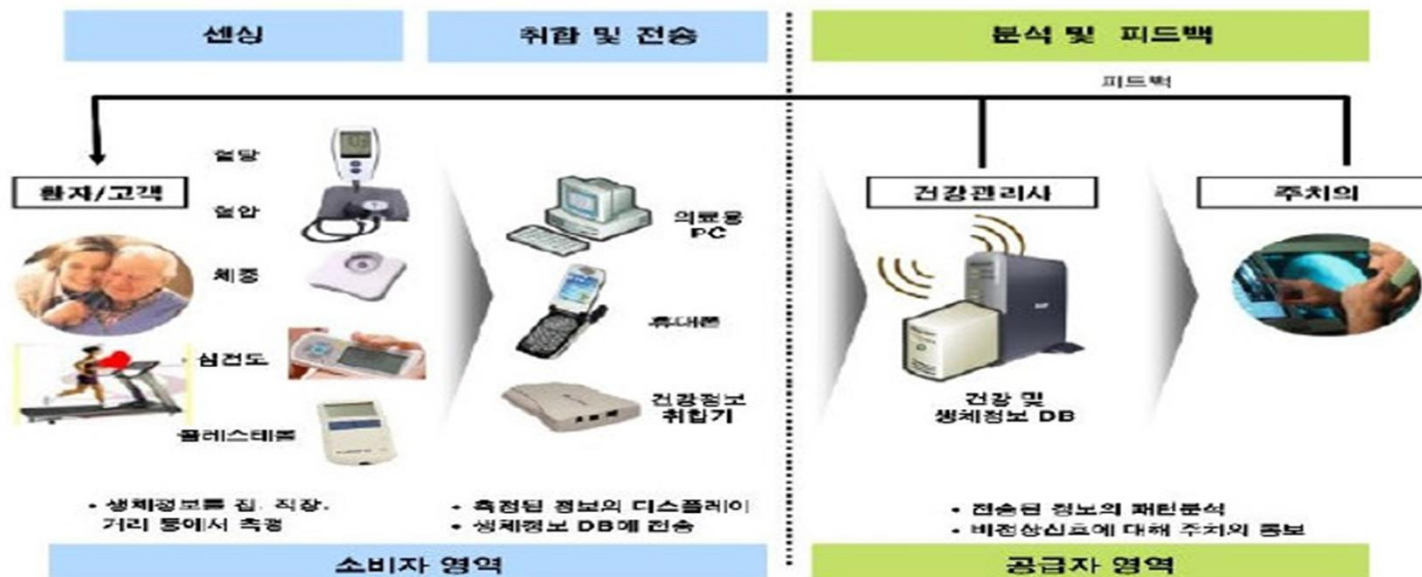 센싱
취합 및 전송
분석 및 피드백
피드백
환자/고객
혈당
혈압
체중
심전도
콜레스테롤
의료용
PC
휴대폰
건강정보
취합기
건강관리사
주치의
건강 및
생체정보 DB
• 생체정보를 집, 직장,
거리 등에서 측정
• 측정된 정보의 디스플레이
• 생체정보 DB에 전송
• 전송된 정보의 패턴분석
• 비정상신호에 대해 주치의 통보
소비자 영역
공급자 영역